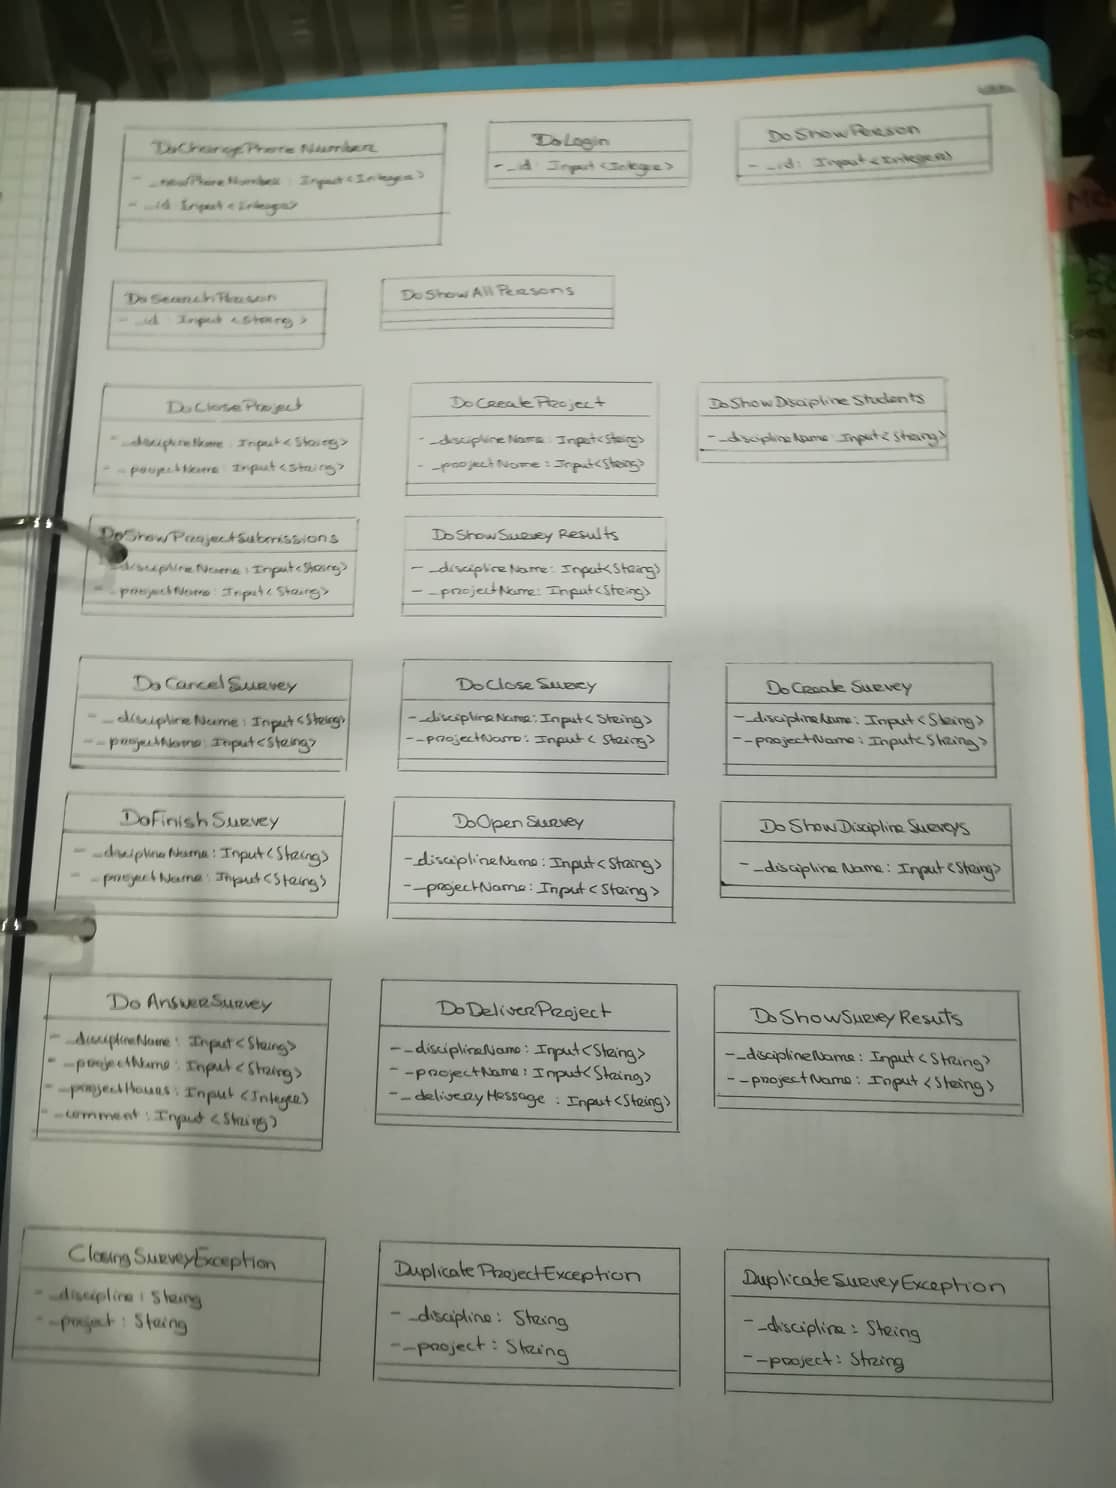 DoChangePhoneNumber
- _newPhoneNumber : Input<Integer>
- _id Input<Integer>
DoLogin
- _id : Input<Integer>
DoShowPerson
- _id : Input<Integer>
DoSearchPerson
- _id : Input<String>
DoShowAllPersons
DoCloseProject
- _disciplineName : Input<String>
- _projectName : Input<String>
DoCreateProject
- _disciplineName : Input<String>
- _projectName : Input<String>
DoShowDisciplineStudents
- _disciplineName : Input<String>
DoShowProjectSubmissions
_disciplineName : Input<String>
- _projectName : Input<String>
DoShowSurveyResults
- _disciplineName : Input<String>
- _projectName : Input<String>
DoCancelSurvey
- _disciplineName : Input<String>
- _projectName : Input<String>
DoCloseSurvey
- _disciplineName : Input<String>
- _projectName : Input<String>
DoCreateSurvey
- _disciplineName : Input<String>
- _projectName : Input<String>
DoFinishSurvey
- _disciplineName : Input<String>
- _projectName : Input<String>
DoOpenSurvey
- _disciplineName : Input<String>
- _projectName : Input<String>
DoShowDisciplineSurveys
- _disciplineName : Input<String>
DoAnswerSurvey
- _disciplineName : Input<String>
- _projectName : Input<String>
- _projectHours : Input<Integer>
- _comment : Input<String>
DoDeliverProject
- _disciplineName : Input<String>
- _projectName : Input<String>
- _deliveryMessage : Input<String>
DoShowSurveyResuts
- _disciplineName : Input<String>
- _projectName : Input<String>
ClosingSurveyException
- _discipline : String
- _project : String
DuplicateProjectException
- _discipline : String
- _project : String
DuplicateSurveyException
- _discipline : String
- _project : String